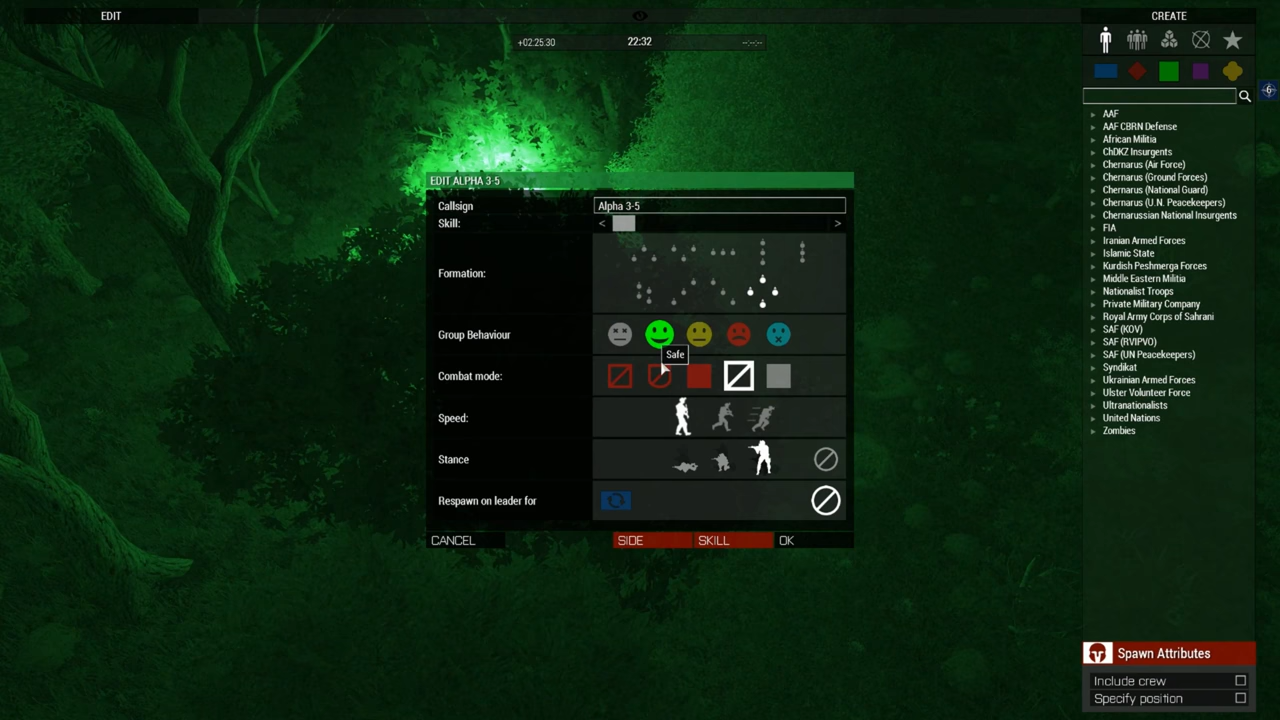 EDIT
CREATE
+02.25.30
22:32
--:--:--
6
AAF
AAF CBRN Defense
African Militia
ChDKZ Insurgents
Chernarus (Air Force)
Chernarus (Ground Forces)
Chernarus (National Guard)
Chernarus (U.N. Peacekeepers)
Chernarussian National Insurgents
FIA
Iranian Armed Forces
Islamic State
Kurdish Peshmerga Forces
Middle Eastern Militia
Nationalist Troops
Private Military Company
Royal Army Corps of Sahrani
SAF (KOV)
SAF (RVIPVO)
SAF (UN Peacekeepers)
Syndikat
Ukrainian Armed Forces
Ulster Volunteer Force
Ultranationalists
United Nations
Zombies
EDIT ALPHA 3-5
Callsign
Alpha 3-5
Skill:
< >
Formation:
Group Behaviour
Safe
Combat mode:
Speed:
Stance
Respawn on leader for
CANCEL
SIDE
SKILL
OK
Spawn Attributes
Include crew
Specify position